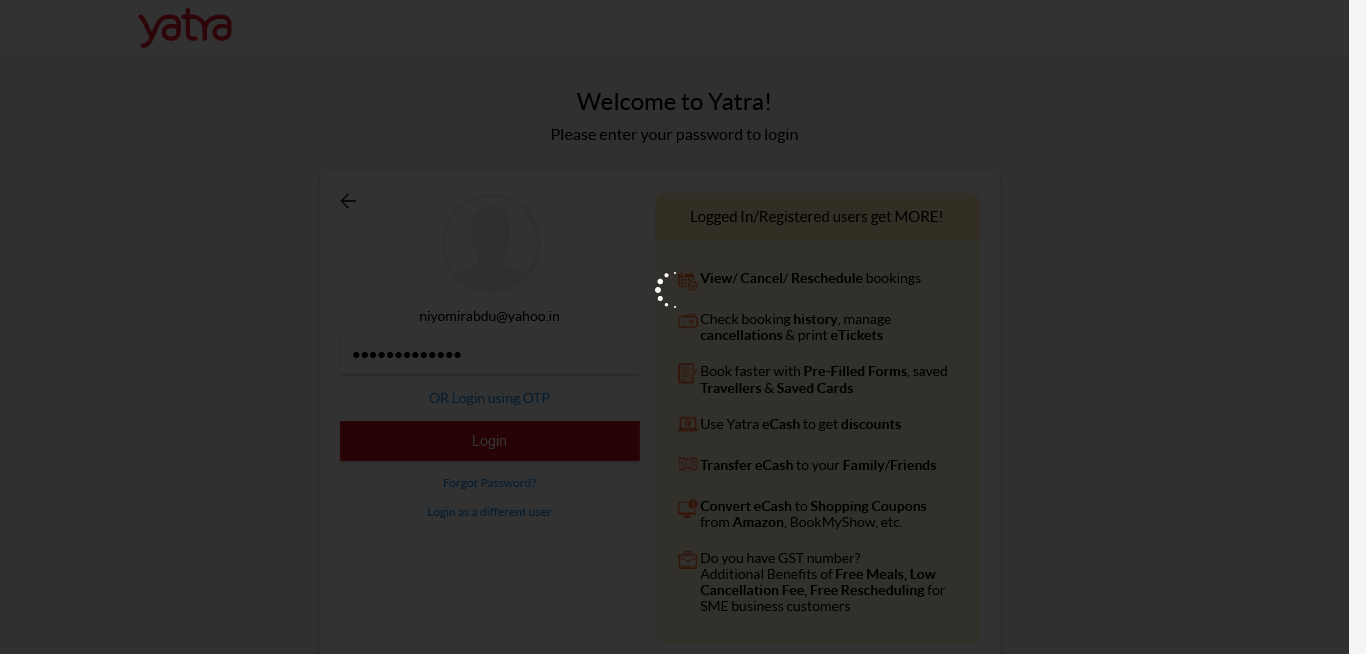 yatra
Welcome to Yatra!
Please enter your password to login
niyomirabdu@yahoo.in
•••••••••••••
OR Login using OTP
Login
Forgot Password?
Login as a different user
Logged In/Registered users get MORE!
View/ Cancel/ Reschedule bookings
Check booking history, manage
cancellations & print eTickets
Book faster with Pre-Filled Forms, saved
Travellers & Saved Cards
Use Yatra eCash to get discounts
Transfer eCash to your Family/Friends
Convert eCash to Shopping Coupons
from Amazon, BookMyShow, etc.
Do you have GST number?
Additional Benefits of Free Meals, Low
Cancellation Fee, Free Rescheduling for
SME business customers